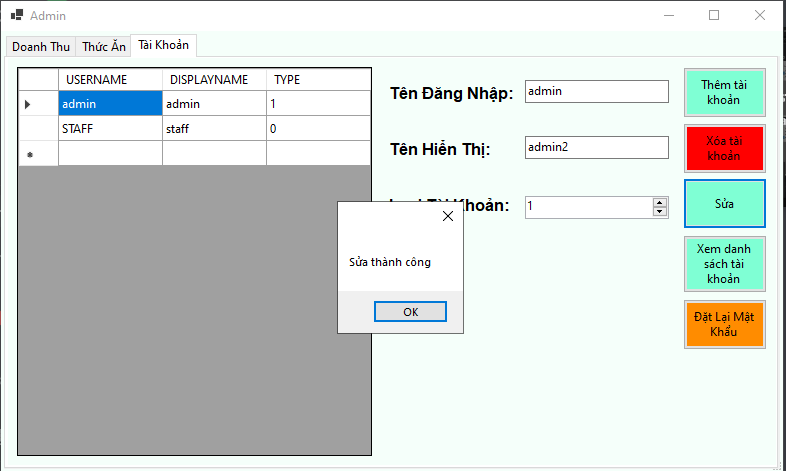 Admin
Doanh Thu
Thức Ăn
Tài Khoản
USERNAME DISPLAYNAME TYPE
admin admin 1
STAFF staff 0
Tên Đăng Nhập: admin
Tên Hiển Thị: admin2
Khoản: 1
Thêm tài
khoản
Xóa tài
khoản
Sửa
Xem danh
sách tài
khoản
Đặt Lại Mật
Khẩu
Sửa thành công
OK